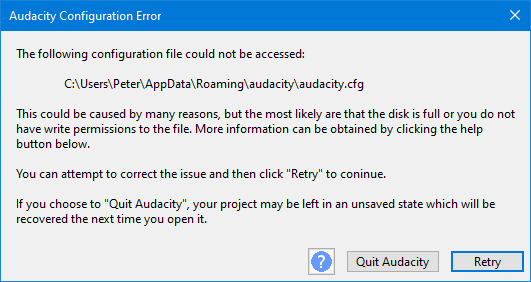 Audacity Configuration Error
The following configuration file could not be accessed:
C:\Users\Peter\AppData\Roaming\audacity\audacity.cfg
This could be caused by many reasons, but the most likely are that the disk is full or you do not
have write permissions to the file. More information can be obtained by clicking the help
button below.
You can attempt to correct the issue and then click "Retry" to coninue.
If you choose to "Quit Audacity", your project may be left in an unsaved state which will be
recovered the next time you open it.
? Quit Audacity Retry